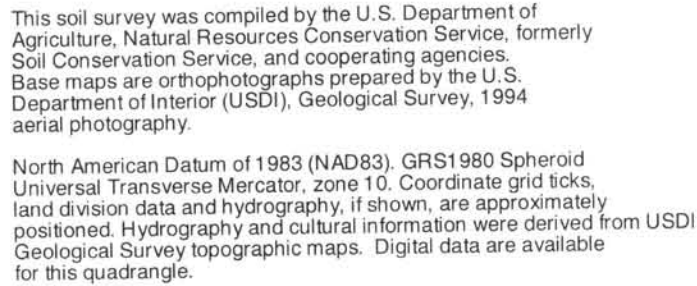 This soil survey was compiled by the U.S. Department of
Agriculture, Natural Resources Conservation Service, formerly
Soil Conservation Service, and cooperating agencies.
Base maps are orthophotographs prepared by the U.S.
Department of Interior (USDI), Geological Survey, 1994
aerial photography.

North American Datum of 1983 (NAD83). GRS1980 Spheroid
Universal Transverse Mercator, zone 10. Coordinate grid ticks,
land division data and hydrography, if shown, are approximately
positioned. Hydrography and cultural information were derived from USDI
Geological Survey topographic maps. Digital data are available
for this quadrangle.